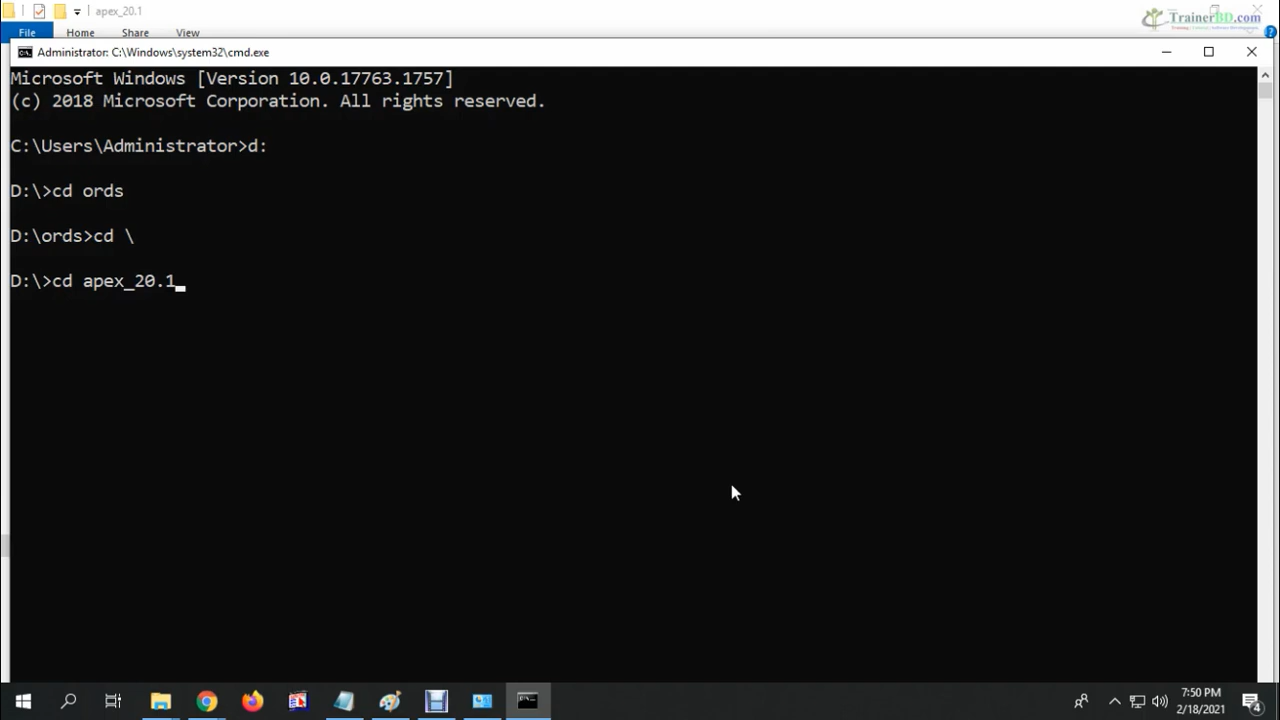 apex_20.1
TrainerBD.com
File Home Share View
Administrator: C:\Windows\system32\cmd.exe
Microsoft Windows [Version 10.0.17763.1757]
(c) 2018 Microsoft Corporation. All rights reserved.
C:\Users\Administrator>d:
D:\>cd ords
D:\ords>cd \
D:\>cd apex_20.1_
7:50 PM
2/18/2021
4